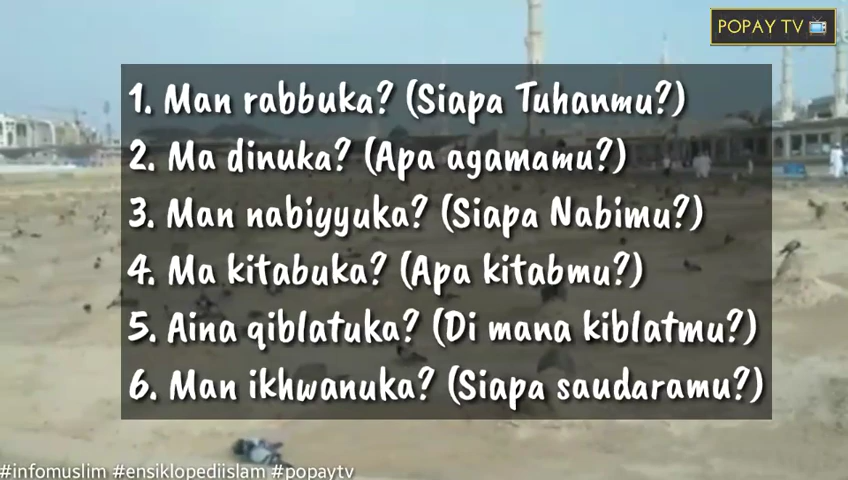 POPAY TV
1. Man rabbuka? (Siapa Tuhanmu?)
2. Ma dinuka? (Apa agamamu?)
3. Man nabiyyuka? (Siapa Nabimu?)
4. Ma kitabuka? (Apa kitabmu?)
5. Aina qiblatuka? (Di mana kiblatmu?)
6. Man ikhwanuka? (Siapa saudaramu?)
#infomuslim #ensiklopediislam #popaytv